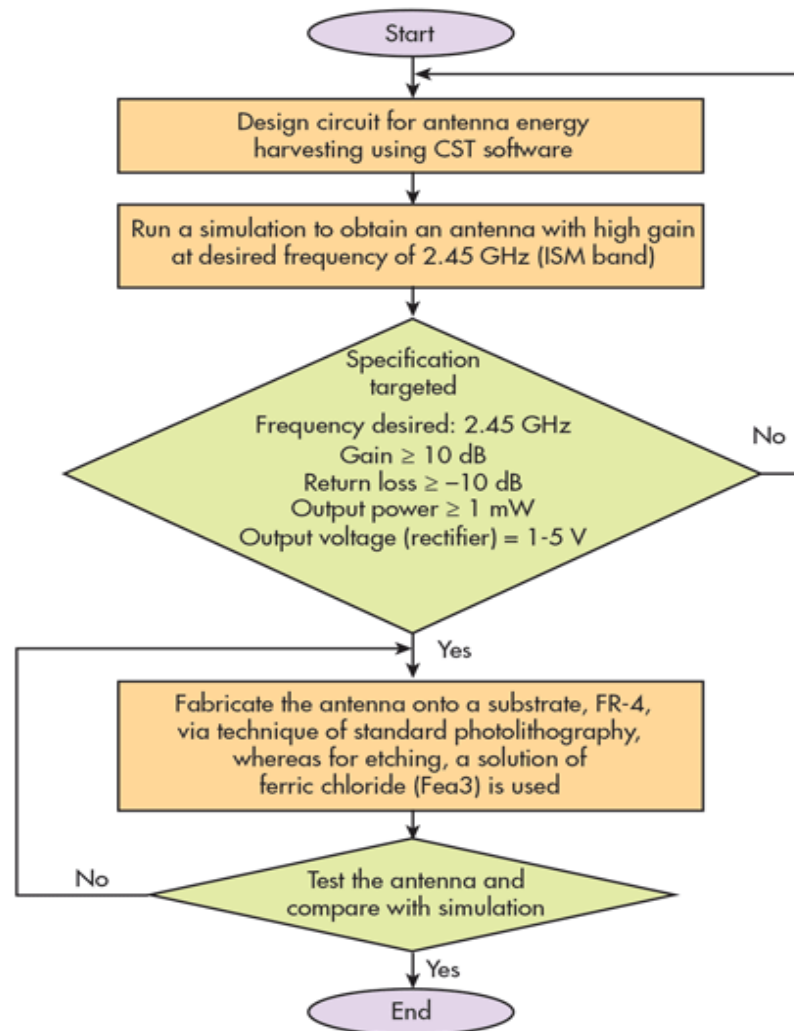 Start
Design circuit for antenna energy
harvesting using CST software
Run a simulation to obtain an antenna with high gain
at desired frequency of 2.45 GHz (ISM band)
Specification
targeted
Frequency desired: 2.45 GHz
Gain ≥ 10 dB
Return loss ≥ –10 dB
Output power ≥ 1 mW
Output voltage (rectifier) = 1-5 V
No
Yes
Fabricate the antenna onto a substrate, FR-4,
via technique of standard photolithography,
whereas for etching, a solution of
ferric chloride (Fea3) is used
Test the antenna and
compare with simulation
No
Yes
End